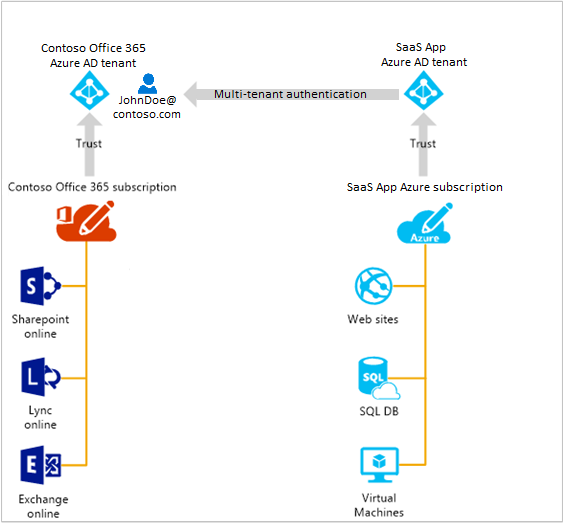 Contoso Office 365
Azure AD tenant
SaaS App
Azure AD tenant
JohnDoe@
contoso.com
Multi-tenant authentication
Trust
Trust
Contoso Office 365 subscription
SaaS App Azure subscription
Azure
S
Sharepoint
online
Web sites
L
Lync
online
SQL
SQL DB
E
Exchange
online
Virtual
Machines